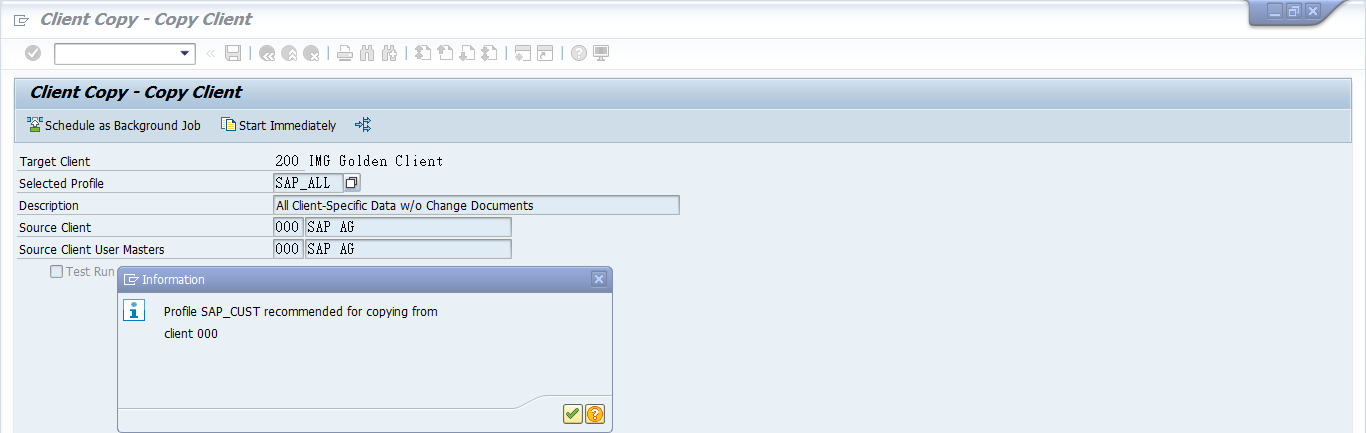 Client Copy - Copy Client
Client Copy - Copy Client
Schedule as Background Job Start Immediately
Target Client 200 IMG Golden Client
Selected Profile SAP_ALL
Description All Client-Specific Data w/o Change Documents
Source Client 000 SAP AG
Source Client User Masters 000 SAP AG
Test Run
Information
Profile SAP_CUST recommended for copying from
client 000